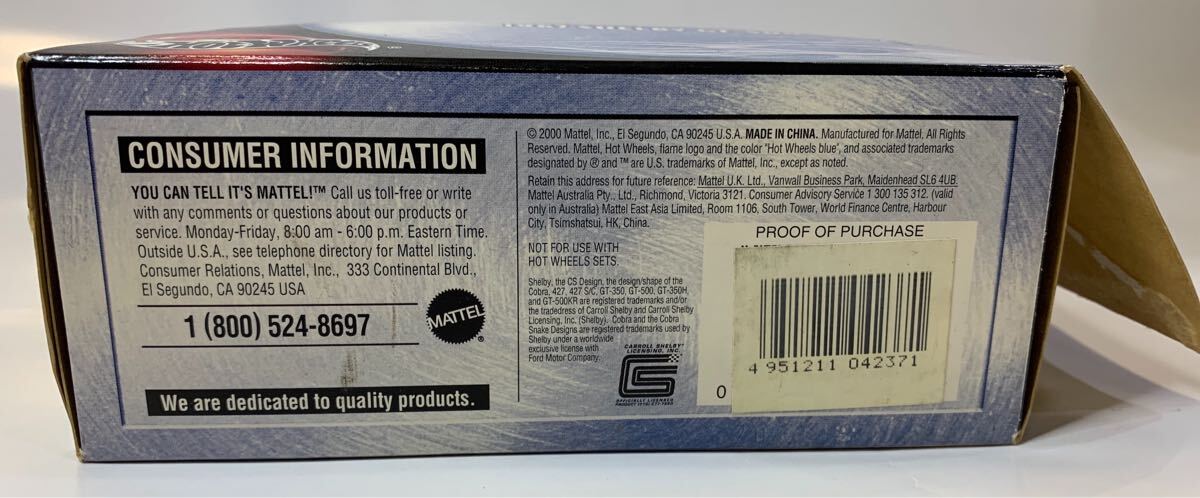 CONSUMER INFORMATION
YOU CAN TELL IT'S MATTEL!™ Call us toll-free or write
with any comments or questions about our products or
service. Monday-Friday, 8:00 am - 6:00 p.m. Eastern Time.
Outside U.S.A., see telephone directory for Mattel listing.
Consumer Relations, Mattel, Inc., 333 Continental Blvd.,
El Segundo, CA 90245 USA
1 (800) 524-8697
MATTEL®
We are dedicated to quality products.
© 2000 Mattel, Inc., El Segundo, CA 90245 U.S.A. MADE IN CHINA. Manufactured for Mattel. All Rights
Reserved. Mattel, Hot Wheels, flame logo and the color "Hot Wheels blue", and associated trademarks
designated by ® and ™ are U.S. trademarks of Mattel, Inc., except as noted.
Retain this address for future reference: Mattel U.K. Ltd., Vanwall Business Park, Maidenhead SL6 4UB.
Mattel Australia Pty., Ltd., Richmond, Victoria 3121. Consumer Advisory Service 1 300 135 312. (valid
only in Australia) Mattel East Asia Limited, Room 1106, South Tower, World Finance Centre, Harbour
City, Tsimshatsui, HK, China.
NOT FOR USE WITH
HOT WHEELS SETS.
Shelby, the CS Design, the design/shape of the
Cobra, 427, 427 S/C, GT-350, GT-500, GT-350H,
and GT-500KR are registered trademarks and/or
the tradedress of Carroll Shelby and Carroll Shelby
Licensing, Inc. (Shelby). Cobra and the Cobra
Snake Designs are registered trademarks used by
Shelby under a worldwide
exclusive license with
Ford Motor Company.
CARROLL SHELBY
LICENSING, INC.
OFFICIALLY LICENSED
PROOF OF PURCHASE
0
4 951211 042371